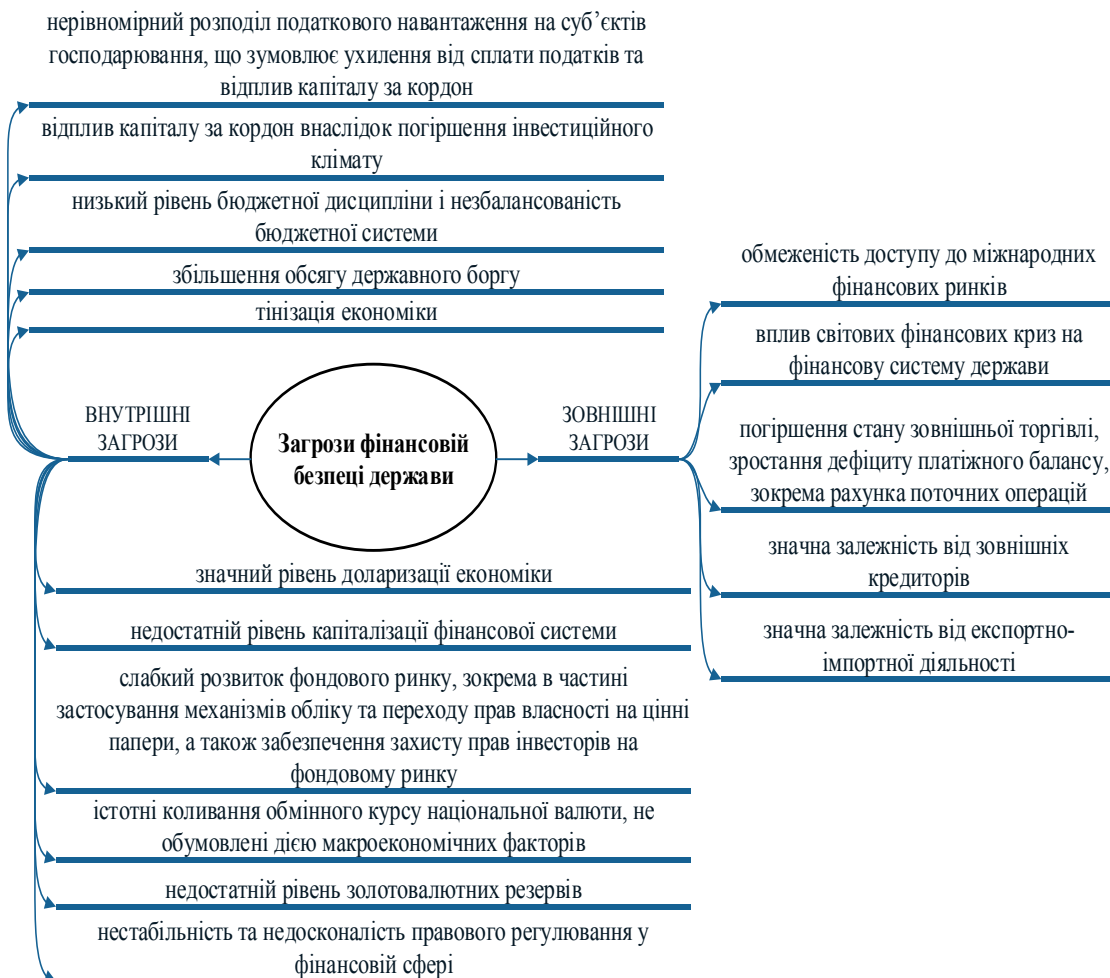 нерівномірний розподіл податкового навантаження на суб’єктів
господарювання, що зумовлює ухилення від сплати податків та
відплив капіталу за кордон
відплив капіталу за кордон внаслідок погіршення інвестиційного
клімату
низький рівень бюджетної дисципліни і незбалансованість
бюджетної системи
збільшення обсягу державного боргу
тінізація економіки
ВНУТРІШНІ
ЗАГРОЗИ
Загрози фінансовій
безпеці держави
ЗОВНІШНІ
ЗАГРОЗИ
обмеженість доступу до міжнародних
фінансових ринків
вплив світових фінансових криз на
фінансову систему держави
погіршення стану зовнішньої торгівлі,
зростання дефіциту платіжного балансу,
зокрема рахунка поточних операцій
значна залежність від зовнішніх
кредиторів
значна залежність від експортно-
імпортної діяльності
значний рівень доларизації економіки
недостатній рівень капіталізації фінансової системи
слабкий розвиток фондового ринку, зокрема в частині
застосування механізмів обліку та переходу прав власності на цінні
папери, а також забезпечення захисту прав інвесторів на
фондовому ринку
істотні коливання обмінного курсу національної валюти, не
обумовлені дією макроекономічних факторів
недостатній рівень золотовалютних резервів
нестабільність та недосконалість правового регулювання у
фінансовій сфері